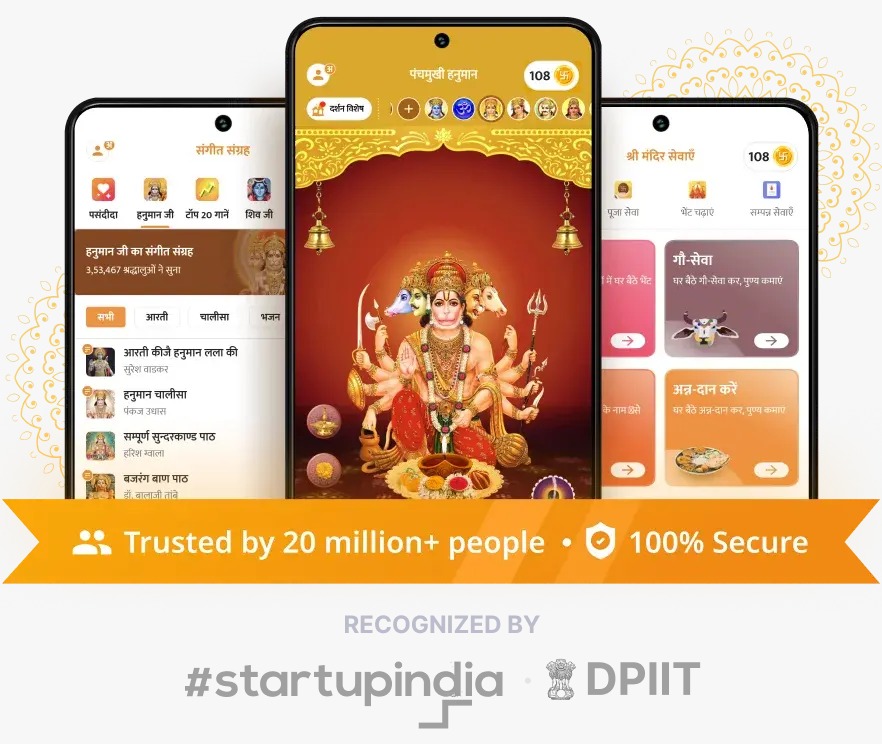 पंचमुखी हनुमान
108
दर्शन विशेष
संगीत संग्रह
पसंदीदा
हनुमान जी
टॉप 20 गानें
शिव जी
हनुमान जी का संगीत संग्रह
3,53,467 श्रद्धालुओं ने सुना
सभी
आरती
चालीसा
भजन
आरती कीजै हनुमान लला की
सुरेश वाडकर
हनुमान चालीसा
पंकज उधास
सम्पूर्ण सुन्दरकाण्ड पाठ
हरिश ग्वाला
बजरंग बाण पाठ
डॉ. बालाजी तांबे
श्री मंदिर सेवाएँ
108
पूजा सेवा
भेंट चढ़ाएं
सम्पन्न सेवाएँ
में घर बैठे भेंट
गौ-सेवा
घर बैठे गौ-सेवा कर, पुण्य कमाएं
के नाम
अन्न-दान करें
घर बैठे अन्न-दान कर, पुण्य कमाएं
Trusted by 20 million+ people • 100% Secure
RECOGNIZED BY
#startupindia · DPIIT